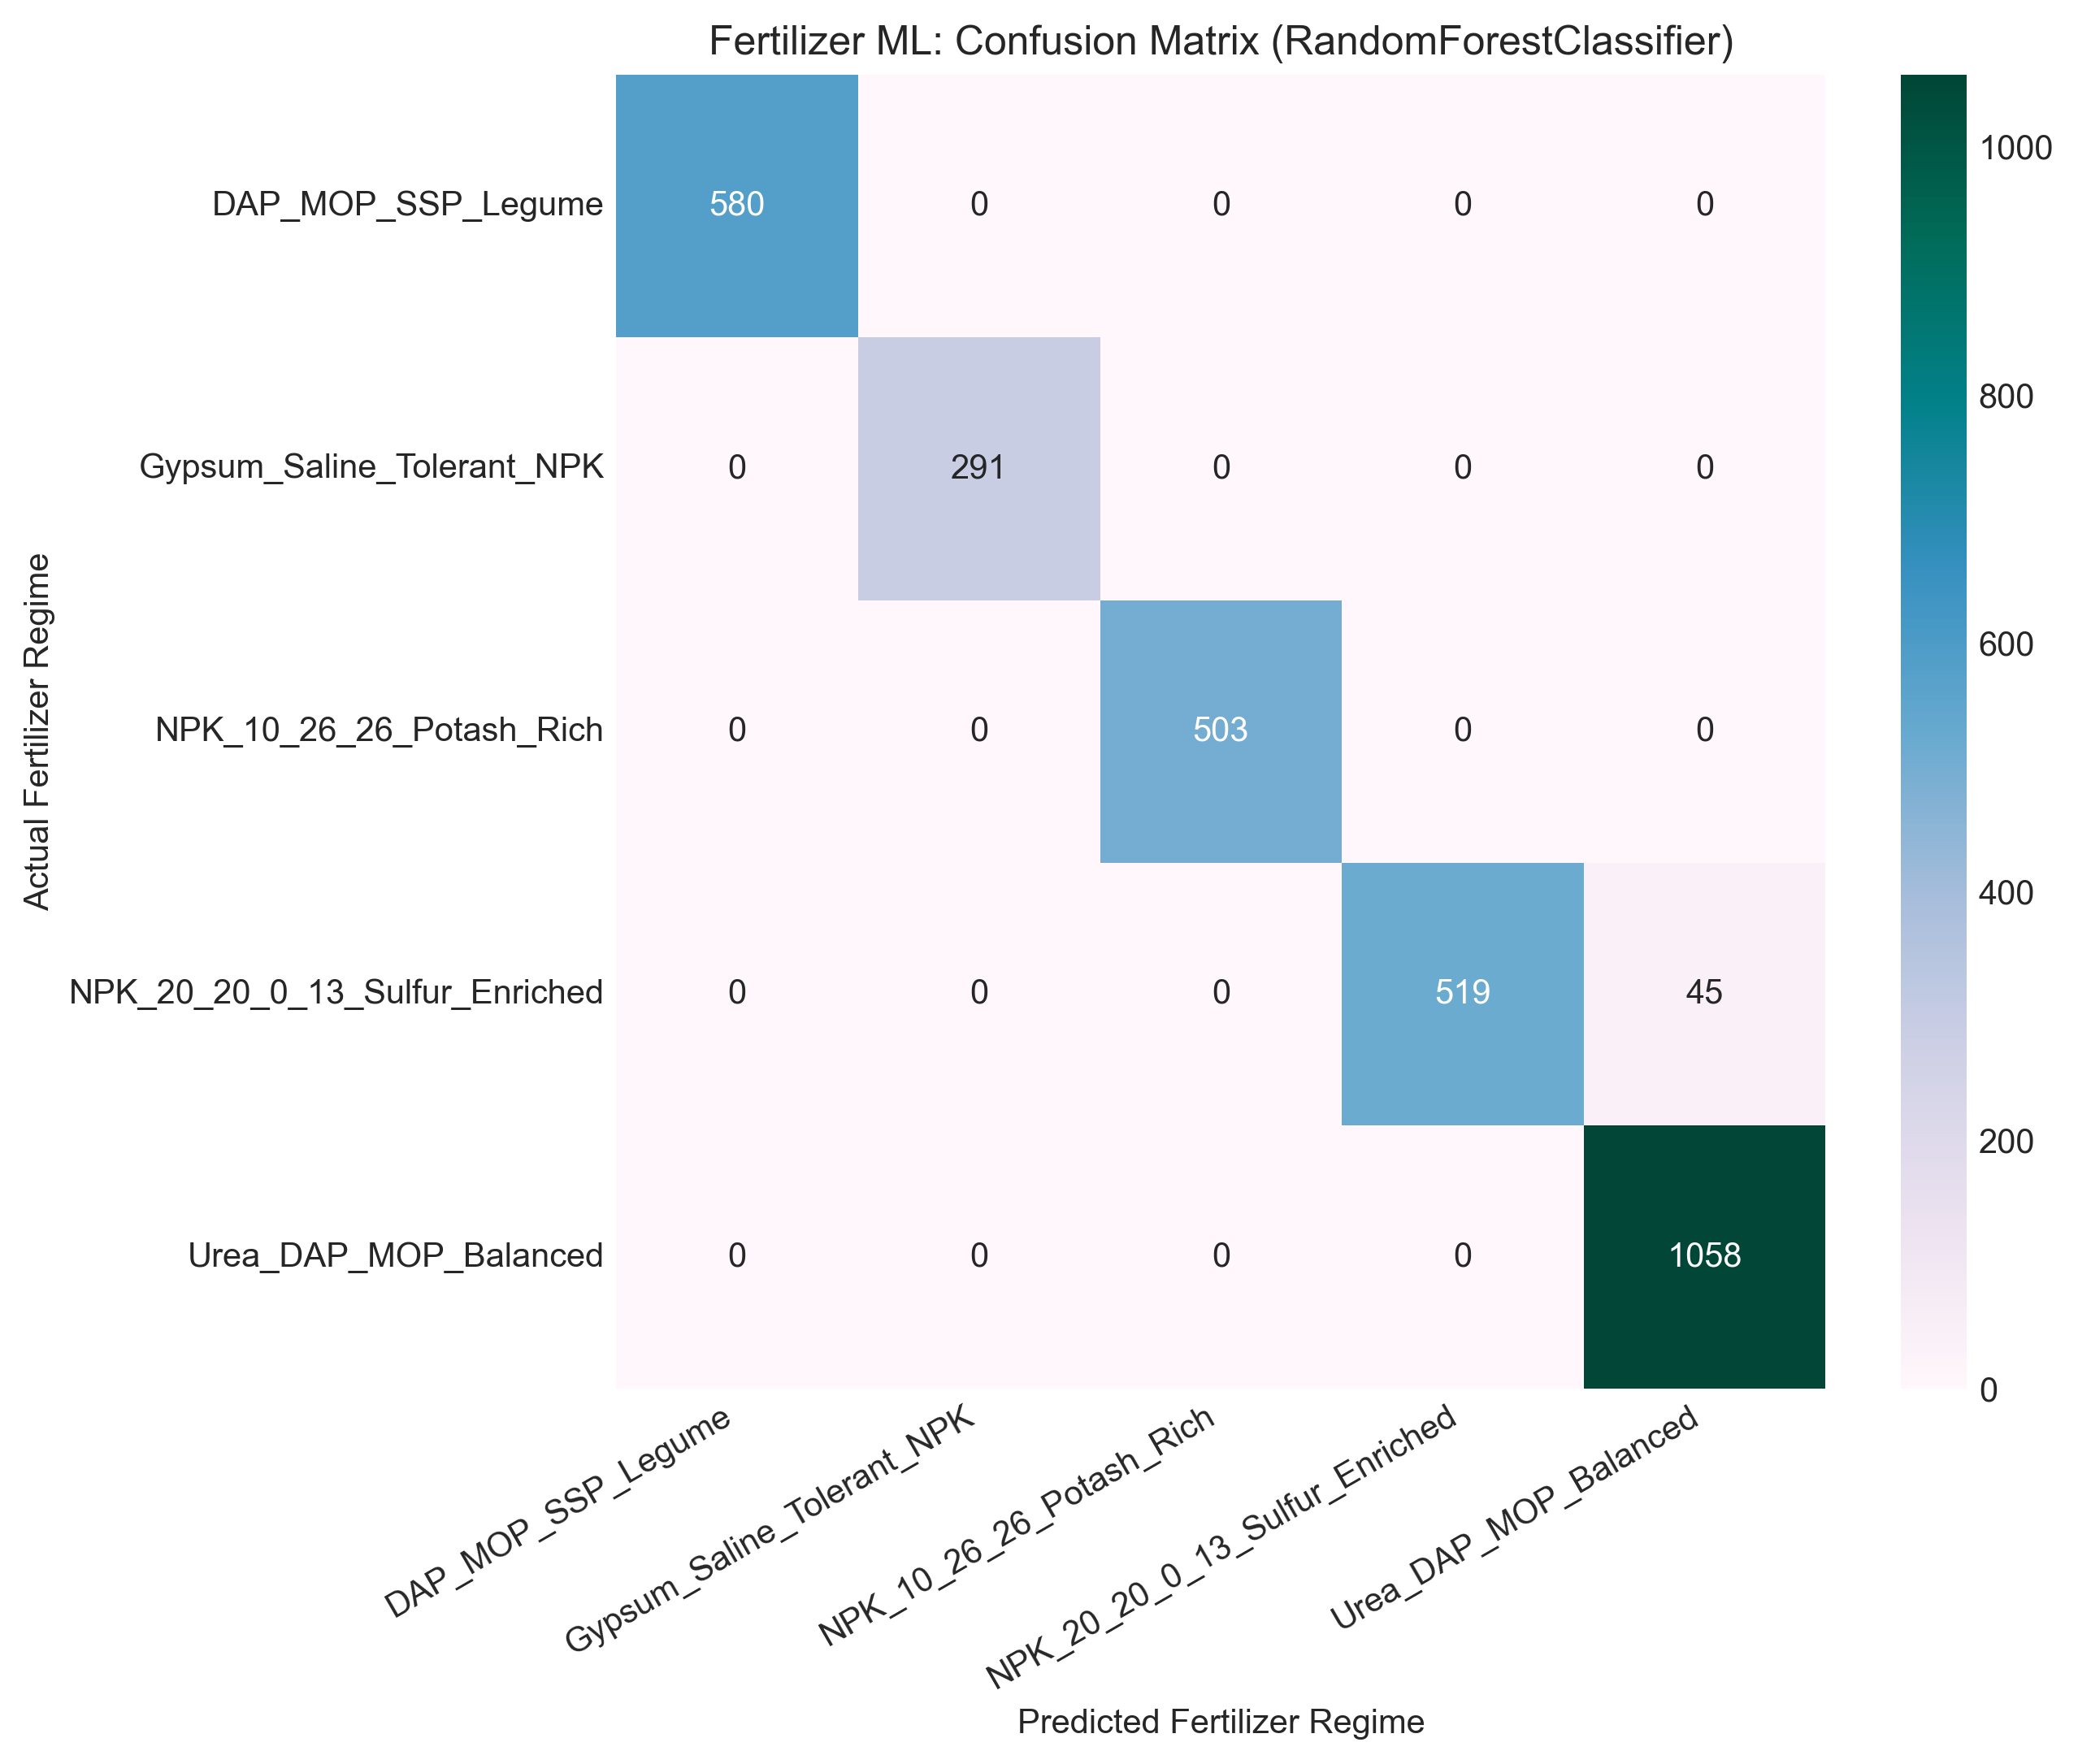 Fertilizer ML: Confusion Matrix (RandomForestClassifier)
Actual Fertilizer Regime
DAP_MOP_SSP_Legume 580 0 0 0 0
Gypsum_Saline_Tolerant_NPK 0 291 0 0 0
NPK_10_26_26_Potash_Rich 0 0 503 0 0
NPK_20_20_0_13_Sulfur_Enriched 0 0 0 519 45
Urea_DAP_MOP_Balanced 0 0 0 0 1058
DAP_MOP_SSP_Legume
Gypsum_Saline_Tolerant_NPK
NPK_10_26_26_Potash_Rich
NPK_20_20_0_13_Sulfur_Enriched
Urea_DAP_MOP_Balanced
Predicted Fertilizer Regime
1000
800
600
400
200
0